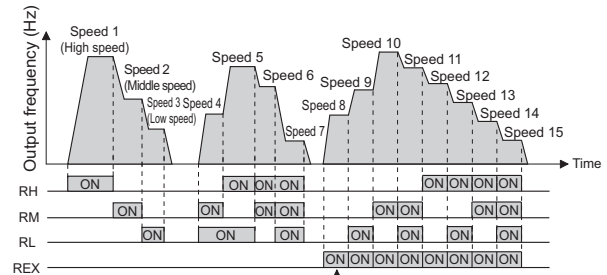 Output frequency (Hz)
Speed 1
(High speed)
Speed 2
(Middle speed)
Speed 3
(Low speed)
Speed 4
Speed 5
Speed 6
Speed 7
Speed 8
Speed 9
Speed 10
Speed 11
Speed 12
Speed 13
Speed 14
Speed 15
Time
RH ON ON ON ON ON ON ON ON
RM ON ON ON ON ON ON ON ON
RL ON ON ON ON ON ON ON
REX ON ON ON ON ON ON ON ON